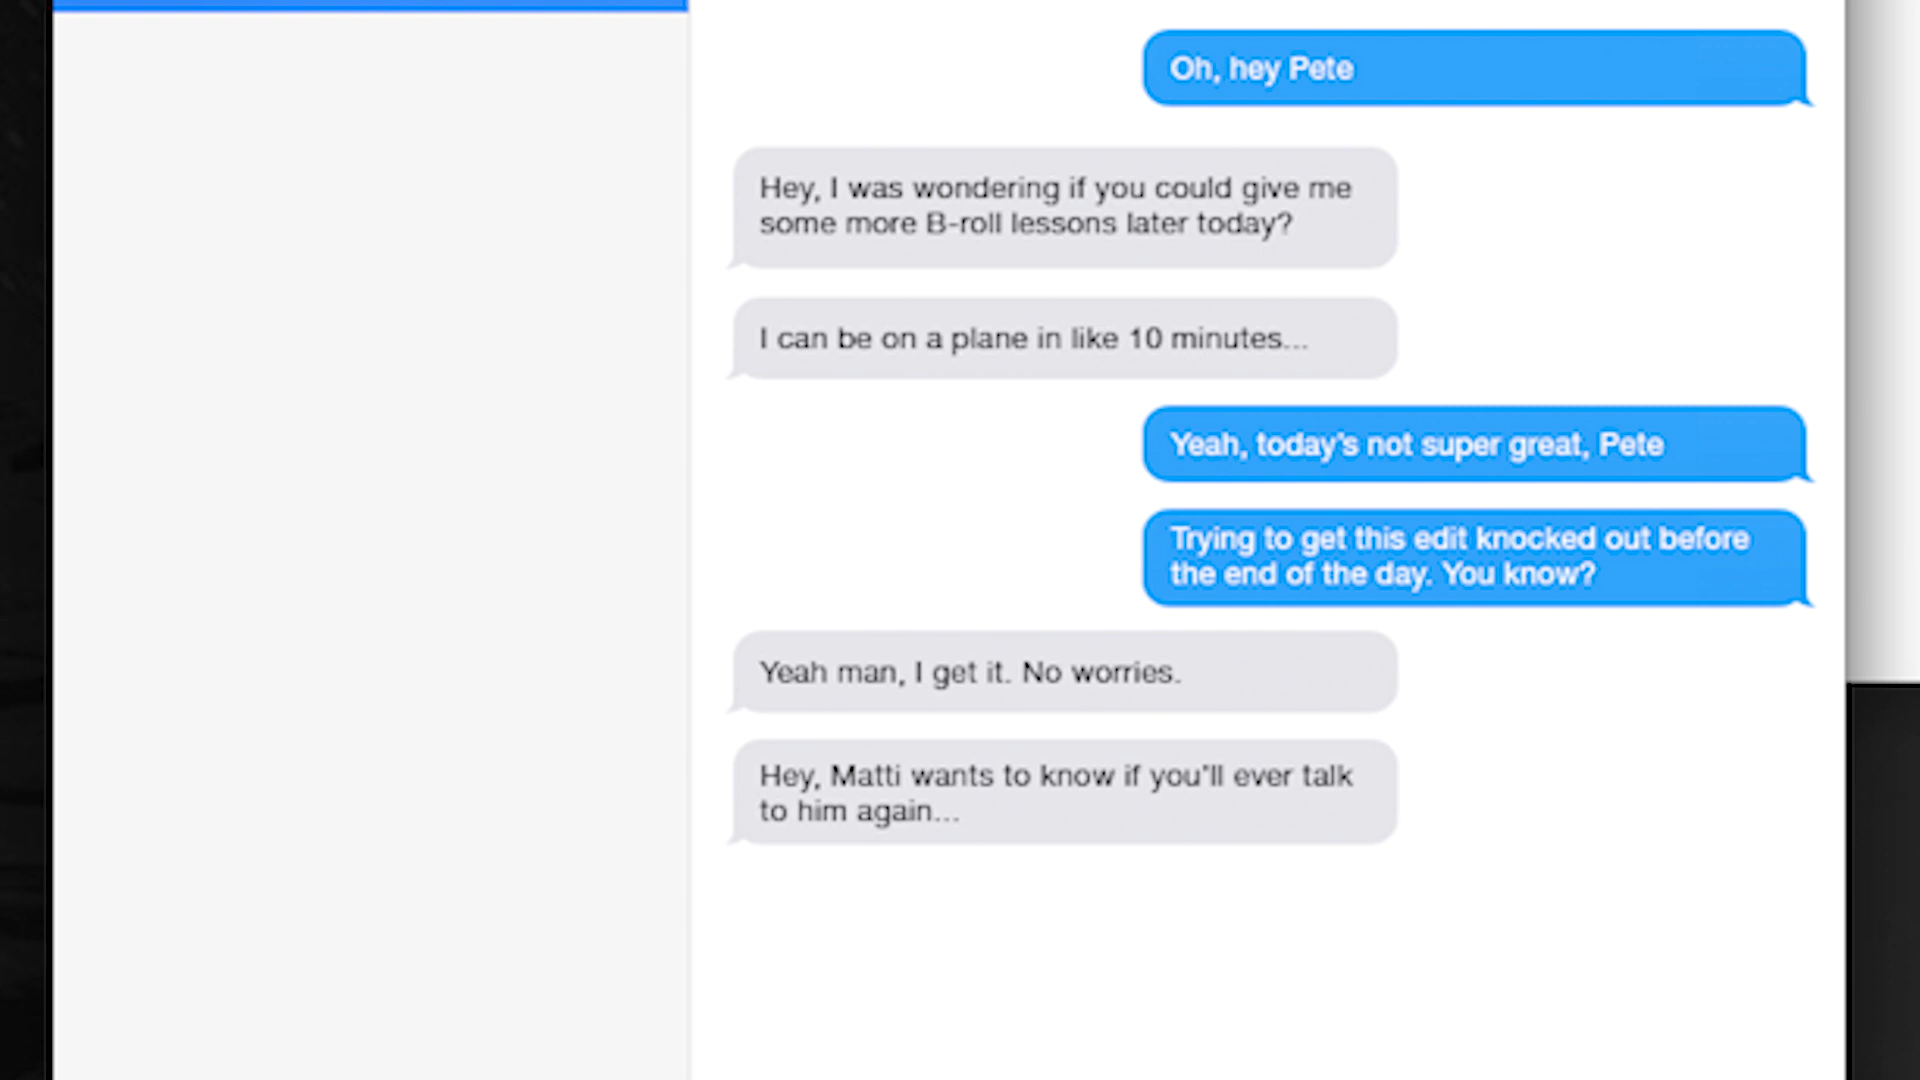 Oh, hey Pete
Hey, I was wondering if you could give me
some more B-roll lessons later today?
I can be on a plane in like 10 minutes...
Yeah, today's not super great, Pete
Trying to get this edit knocked out before
the end of the day. You know?
Yeah man, I get it. No worries.
Hey, Matti wants to know if you'll ever talk
to him again...